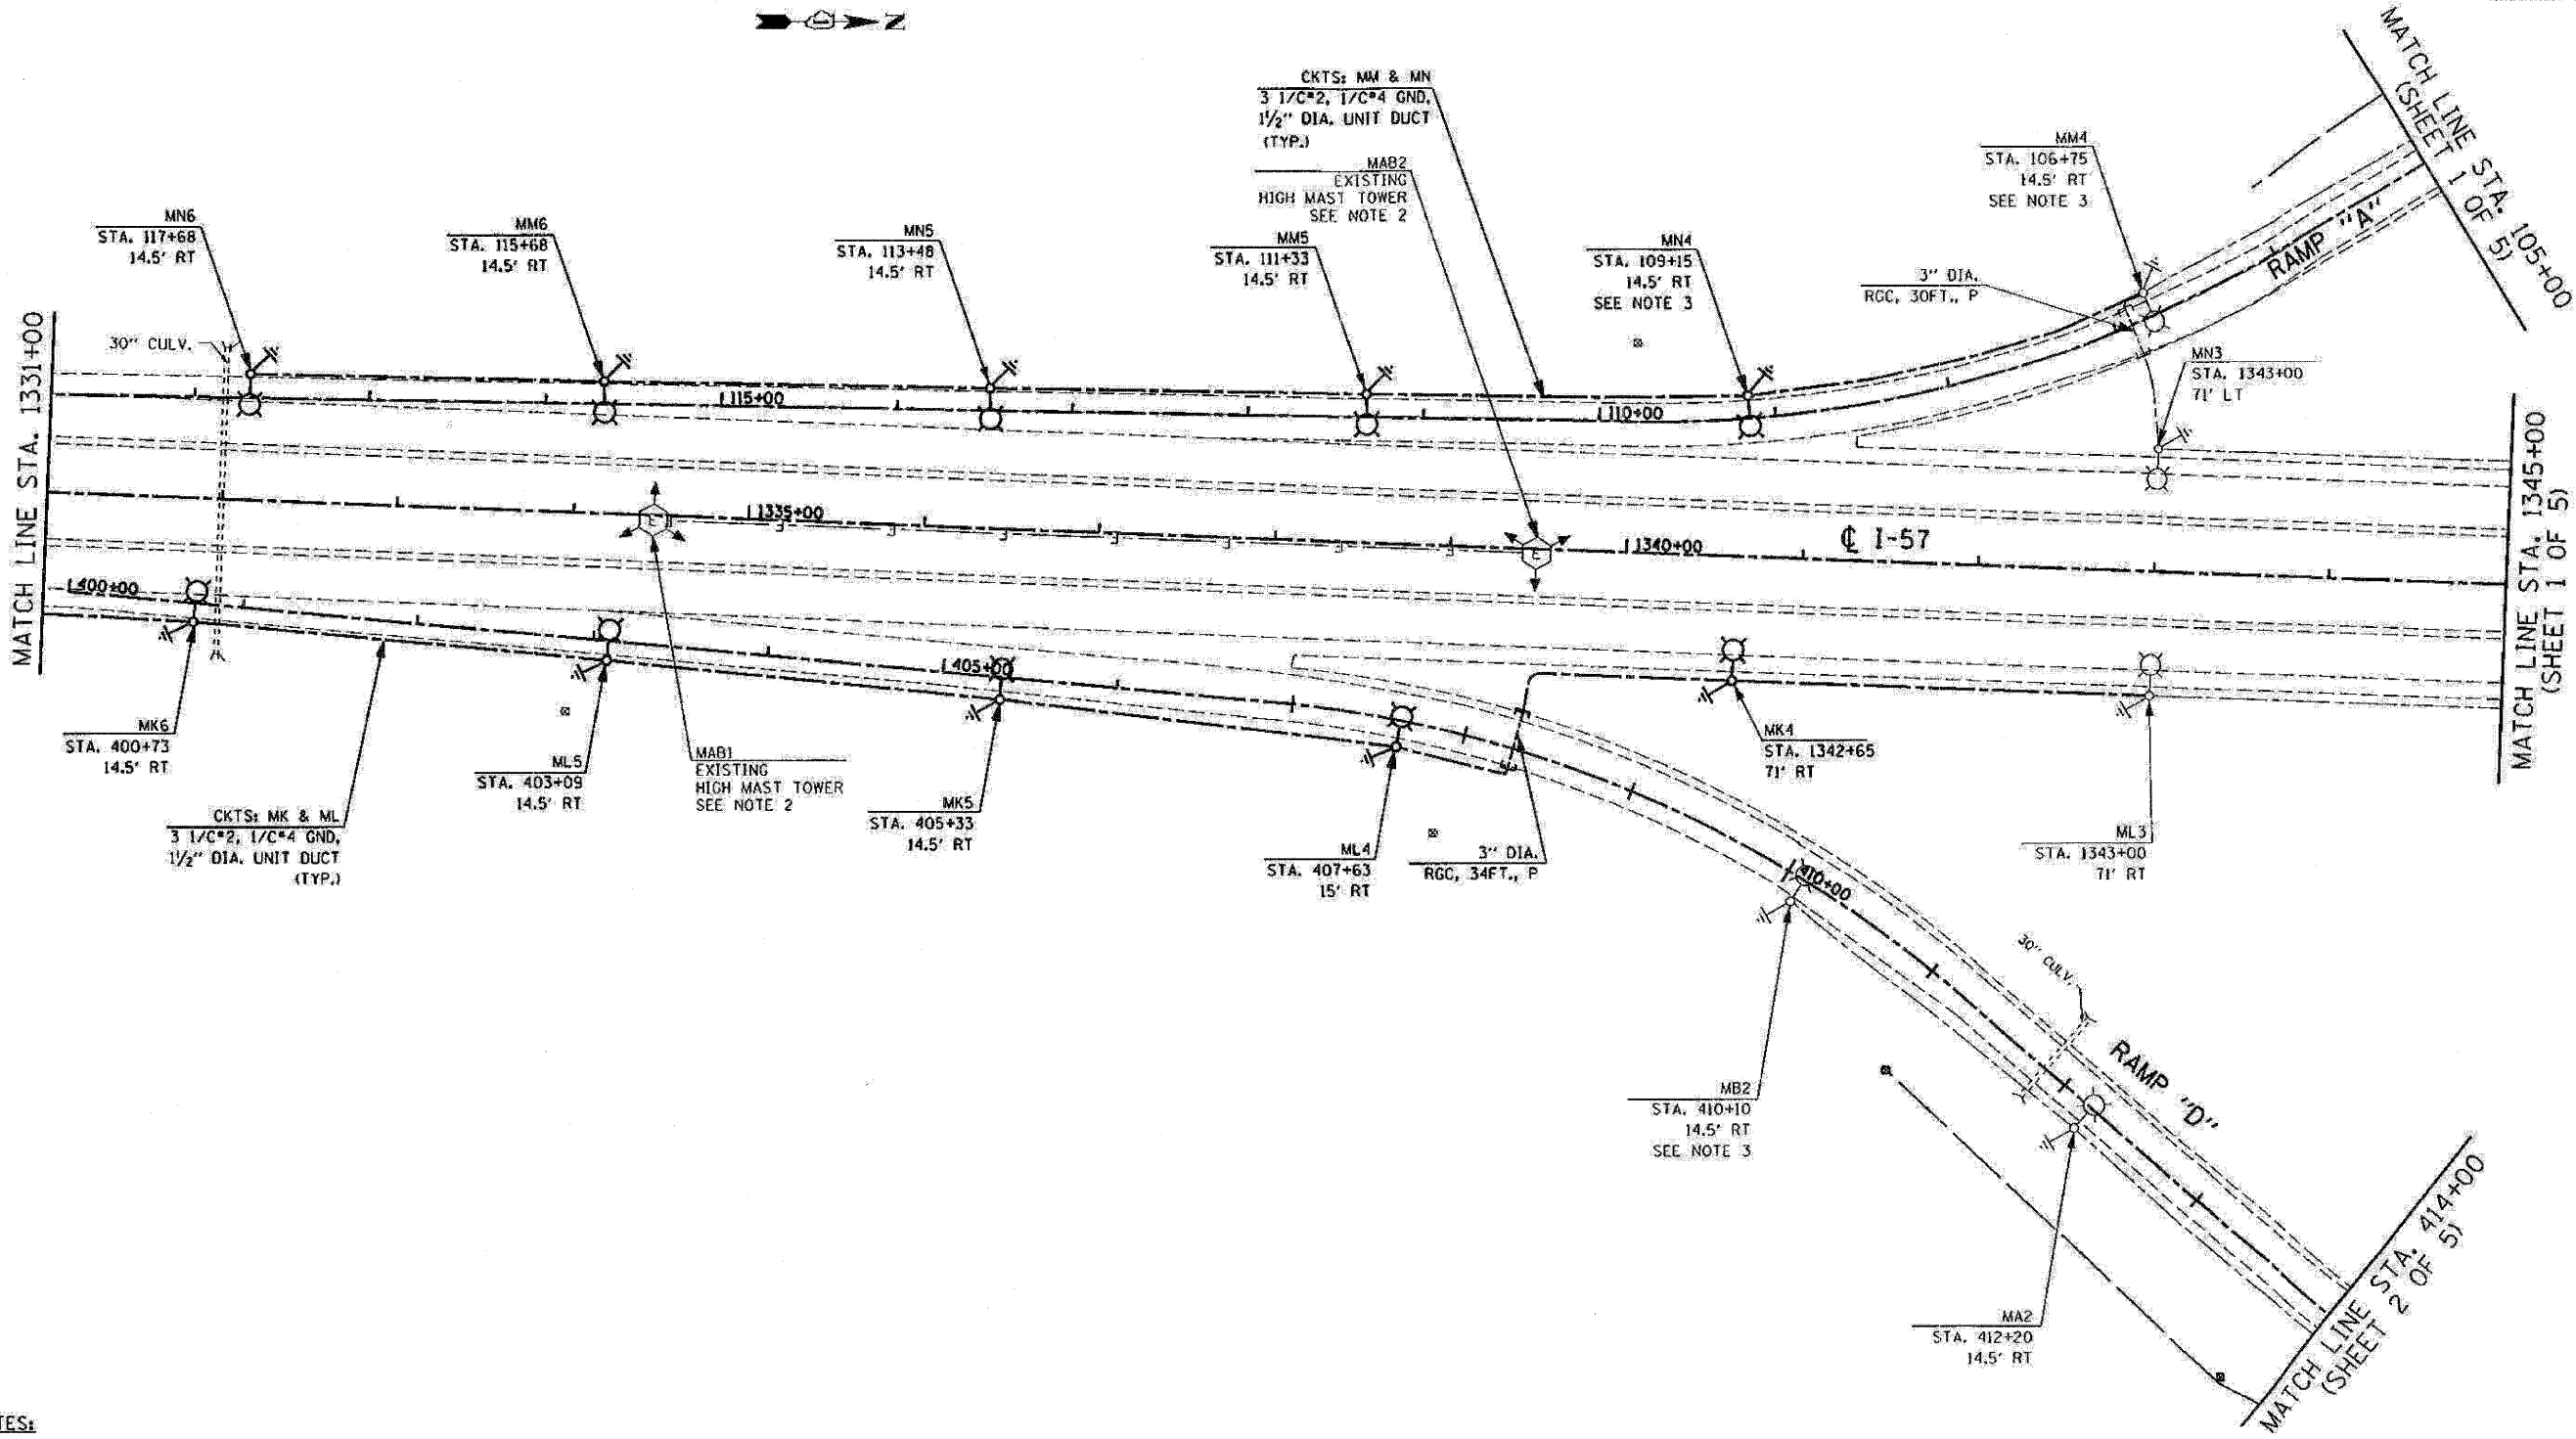 N
CKTS: MM & MN
3 1/C#2, 1/C#4 GND,
1½" DIA. UNIT DUCT
(TYP.)
MAB2
EXISTING
HIGH MAST TOWER
SEE NOTE 2
MM4
STA. 106+75
14.5' RT
SEE NOTE 3
MATCH LINE STA. 105+00
(SHEET 1 OF 5)
MN6
STA. 117+68
14.5' RT
MM6
STA. 115+68
14.5' RT
MN5
STA. 113+48
14.5' RT
MM5
STA. 111+33
14.5' RT
MN4
STA. 109+15
14.5' RT
SEE NOTE 3
3" DIA.
RGC, 30FT., P
RAMP "A"
MN3
STA. 1343+00
71' LT
MATCH LINE STA. 1331+00
30" CULV.
115+00
110+00
1335+00
1340+00
℄ I-57
MATCH LINE STA. 1345+00
(SHEET 1 OF 5)
400+00
405+00
410+00
MK6
STA. 400+73
14.5' RT
CKTS: MK & ML
3 1/C#2, 1/C#4 GND,
1½" DIA. UNIT DUCT
(TYP.)
ML5
STA. 403+09
14.5' RT
MAB1
EXISTING
HIGH MAST TOWER
SEE NOTE 2
MK5
STA. 405+33
14.5' RT
ML4
STA. 407+63
15' RT
3" DIA.
RGC, 34FT., P
MK4
STA. 1342+65
71' RT
ML3
STA. 1343+00
71' RT
30" CULV.
RAMP "D"
MB2
STA. 410+10
14.5' RT
SEE NOTE 3
MA2
STA. 412+20
14.5' RT
MATCH LINE STA. 414+00
(SHEET 2 OF 5)
TES: